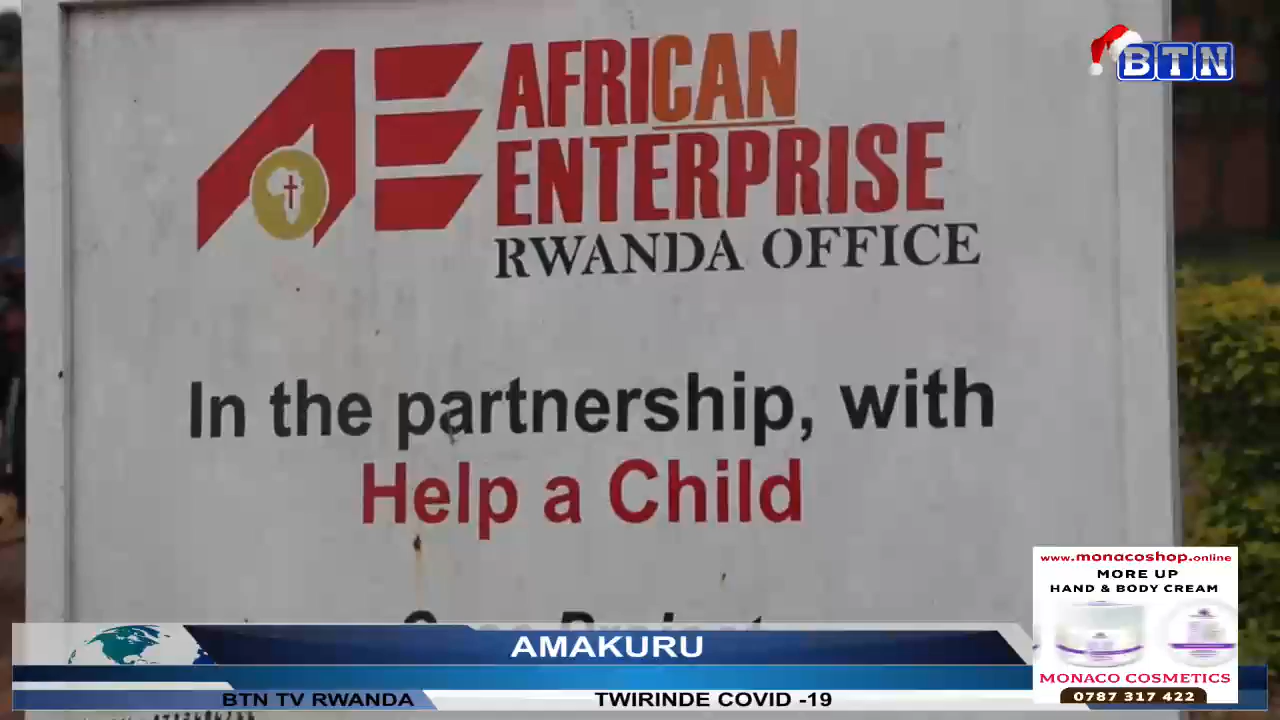 AFRICAN
ENTERPRISE
RWANDA OFFICE
In the partnership, with
Help a Child
BTN
www.monacoshop.online
MORE UP
HAND & BODY CREAM
MONACO COSMETICS
0787 317 422
AMAKURU
BTN TV RWANDA
TWIRINDE COVID -19